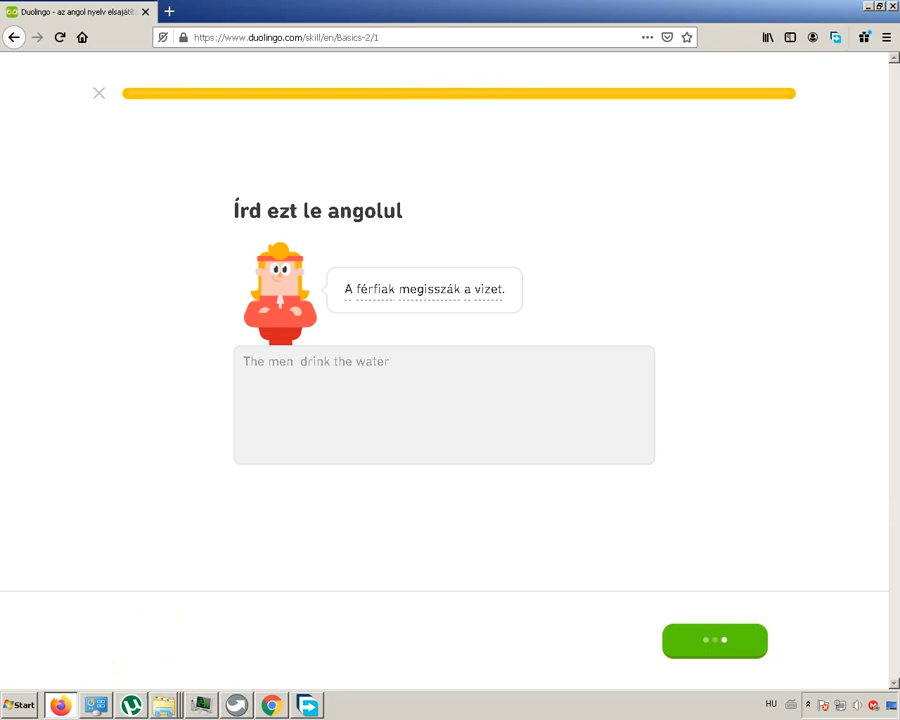 Duolingo - az angol nyelv elsajátítá
https://www.duolingo.com/skill/en/Basics-2/1
Írd ezt le angolul
A férfiak megisszák a vizet.
The men  drink the water
Start
HU